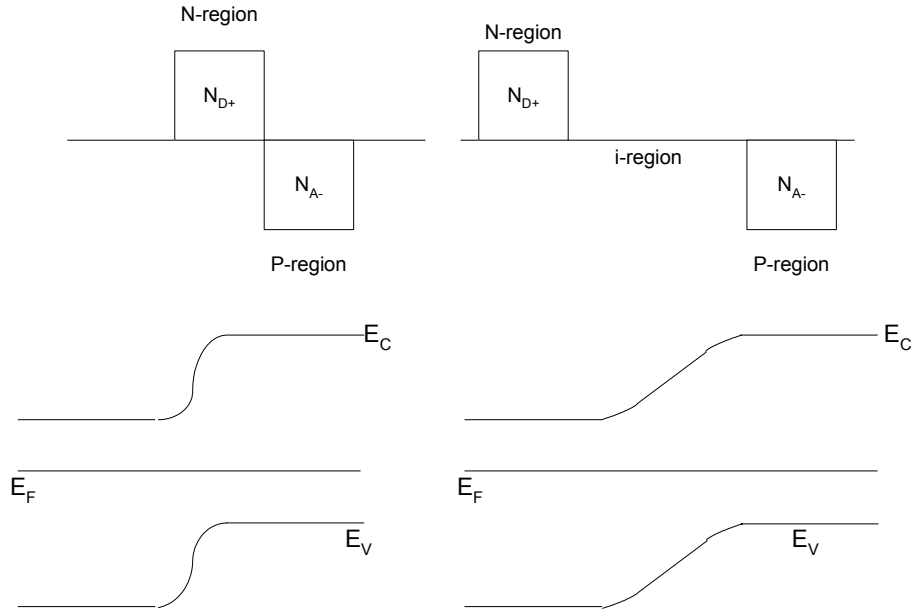 N-region
N-region
N_D+
N_D+
i-region
N_A-
N_A-
P-region
P-region
E_C
E_C
E_F
E_F
E_V
E_V